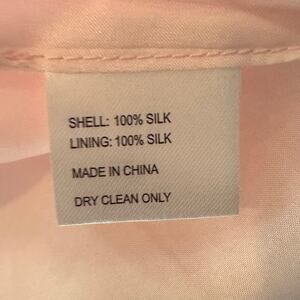 SHELL: 100% SILK
LINING: 100% SILK
MADE IN CHINA
DRY CLEAN ONLY